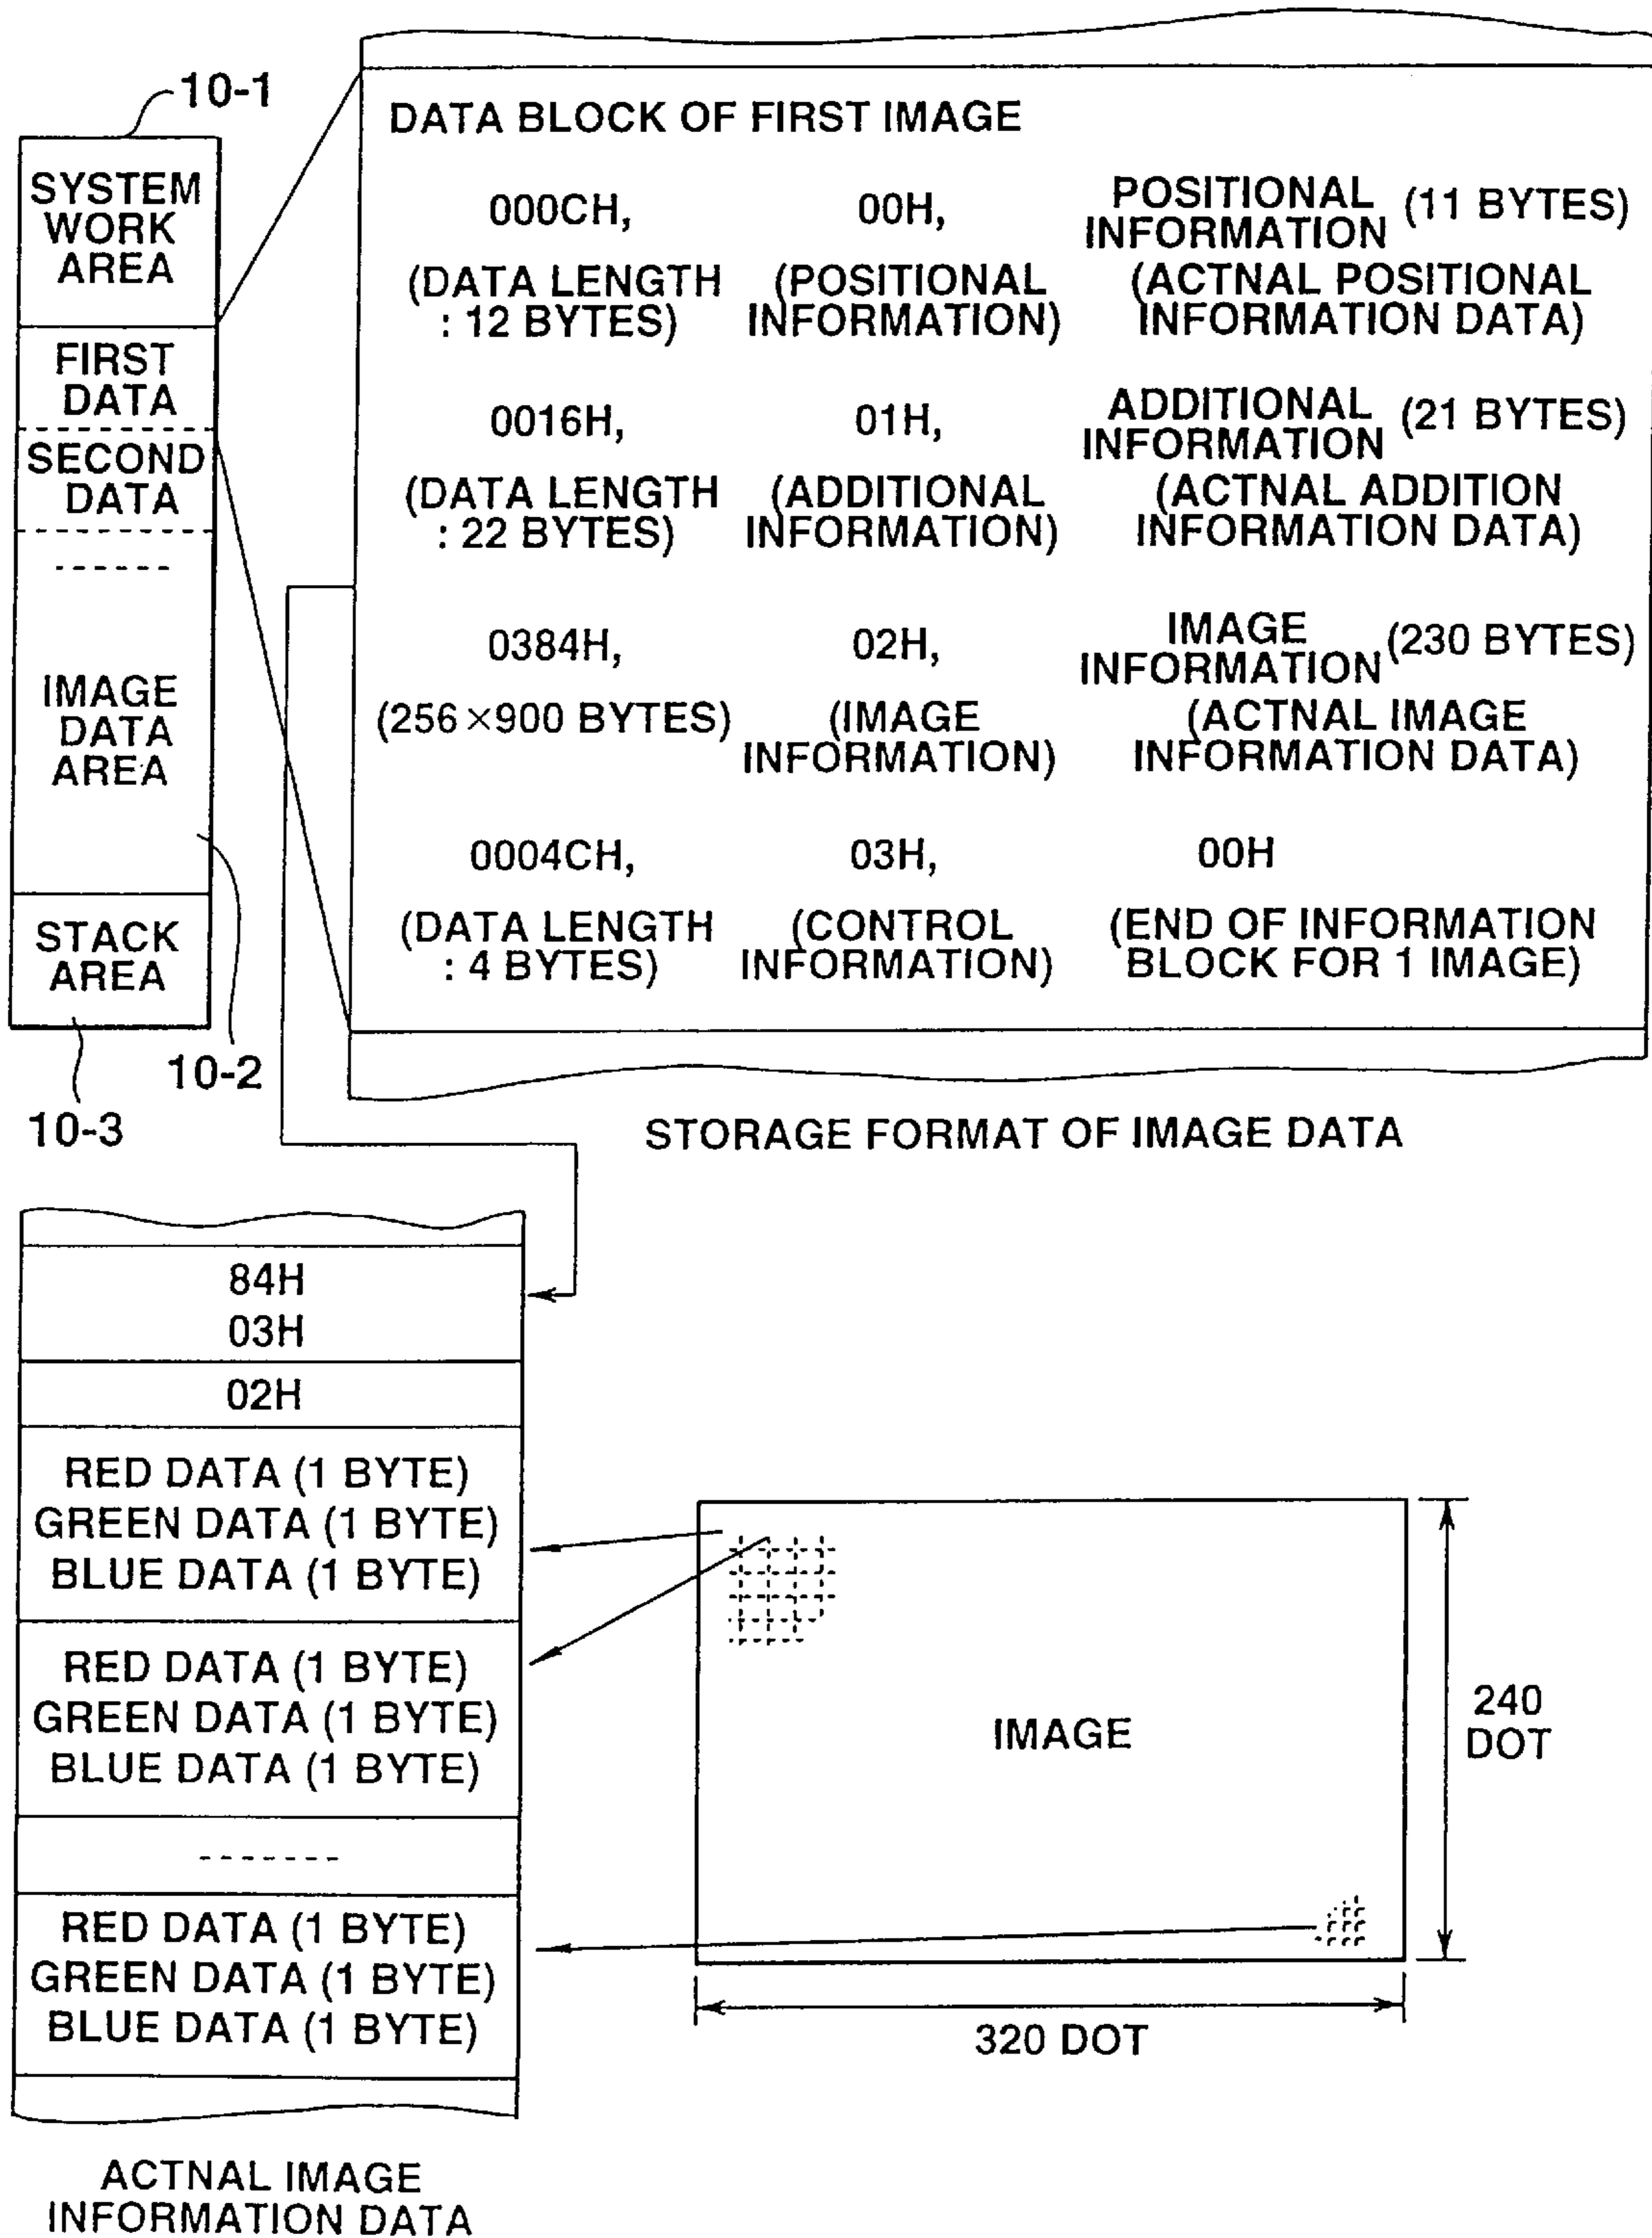 10-1
SYSTEM
WORK
AREA
FIRST
DATA
SECOND
DATA
IMAGE
DATA
AREA
STACK
AREA
10-2
10-3
DATA BLOCK OF FIRST IMAGE
000CH, 00H, POSITIONAL INFORMATION (11 BYTES)
(DATA LENGTH : 12 BYTES) (POSITIONAL INFORMATION) (ACTNAL POSITIONAL INFORMATION DATA)
0016H, 01H, ADDITIONAL INFORMATION (21 BYTES)
(DATA LENGTH : 22 BYTES) (ADDITIONAL INFORMATION) (ACTNAL ADDITION INFORMATION DATA)
0384H, 02H, IMAGE INFORMATION (230 BYTES)
(256×900 BYTES) (IMAGE INFORMATION) (ACTNAL IMAGE INFORMATION DATA)
0004CH, 03H, 00H
(DATA LENGTH : 4 BYTES) (CONTROL INFORMATION) (END OF INFORMATION BLOCK FOR 1 IMAGE)
STORAGE FORMAT OF IMAGE DATA
84H
03H
02H
RED DATA (1 BYTE)
GREEN DATA (1 BYTE)
BLUE DATA (1 BYTE)
RED DATA (1 BYTE)
GREEN DATA (1 BYTE)
BLUE DATA (1 BYTE)
RED DATA (1 BYTE)
GREEN DATA (1 BYTE)
BLUE DATA (1 BYTE)
IMAGE
240
DOT
320 DOT
ACTNAL IMAGE
INFORMATION DATA